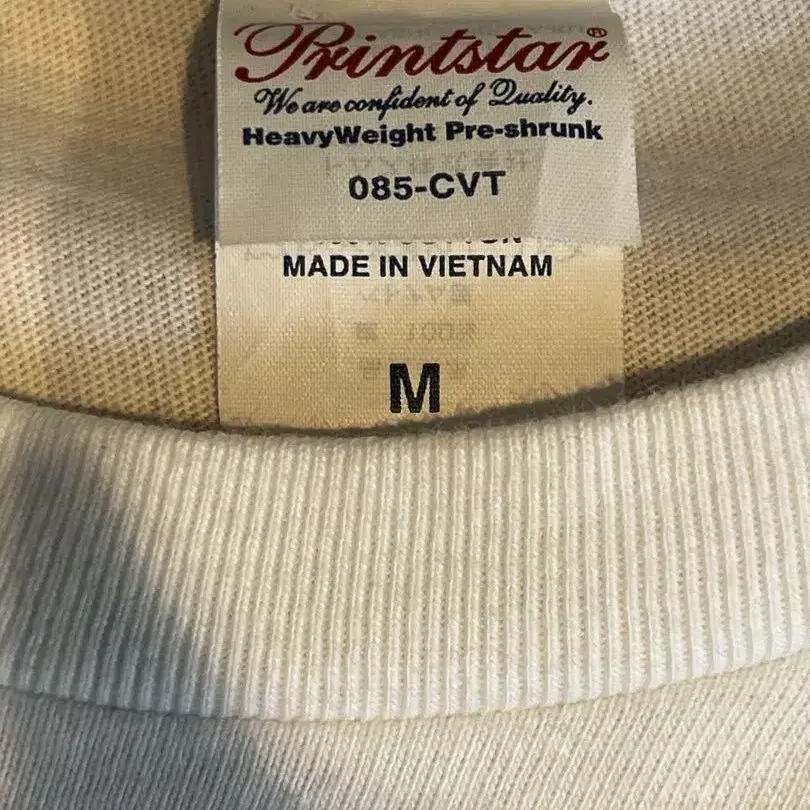 Printstar®
We are confident of Quality.
HeavyWeight Pre-shrunk
085-CVT
MADE IN VIETNAM
M